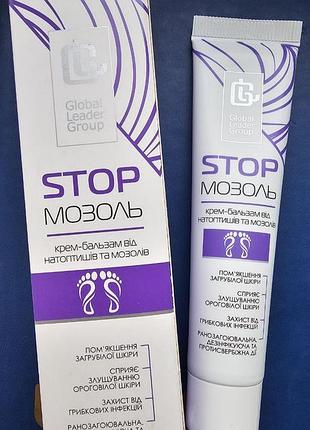 Global
Leader
Group
STOP
МОЗОЛЬ
крем-бальзам від
натоптишів та мозолів
ПОМ'ЯКШЕННЯ
ЗАГРУБІЛОЇ ШКІРИ
СПРИЯЄ
ЗЛУЩУВАННЮ
ОРОГОВІЛОЇ ШКІРИ
ЗАХИСТ ВІД
ГРИБКОВИХ ІНФЕКЦІЙ
РАНОЗАГОЮВАЛЬНА,
Global
Leader
Group
STOP
МОЗОЛЬ
крем-бальзам від
натоптишів та мозолів
ПОМ'ЯКШЕННЯ
ЗАГРУБІЛОЇ ШКІРИ
СПРИЯЄ
ЗЛУЩУВАННЮ
ОРОГОВІЛОЇ ШКІРИ
ЗАХИСТ ВІД
ГРИБКОВИХ ІНФЕКЦІЙ
РАНОЗАГОЮВАЛЬНА,
ДЕЗІНФІКУЮЧА ТА
ПРОТИСВЕРБІЖНА ДІЇ